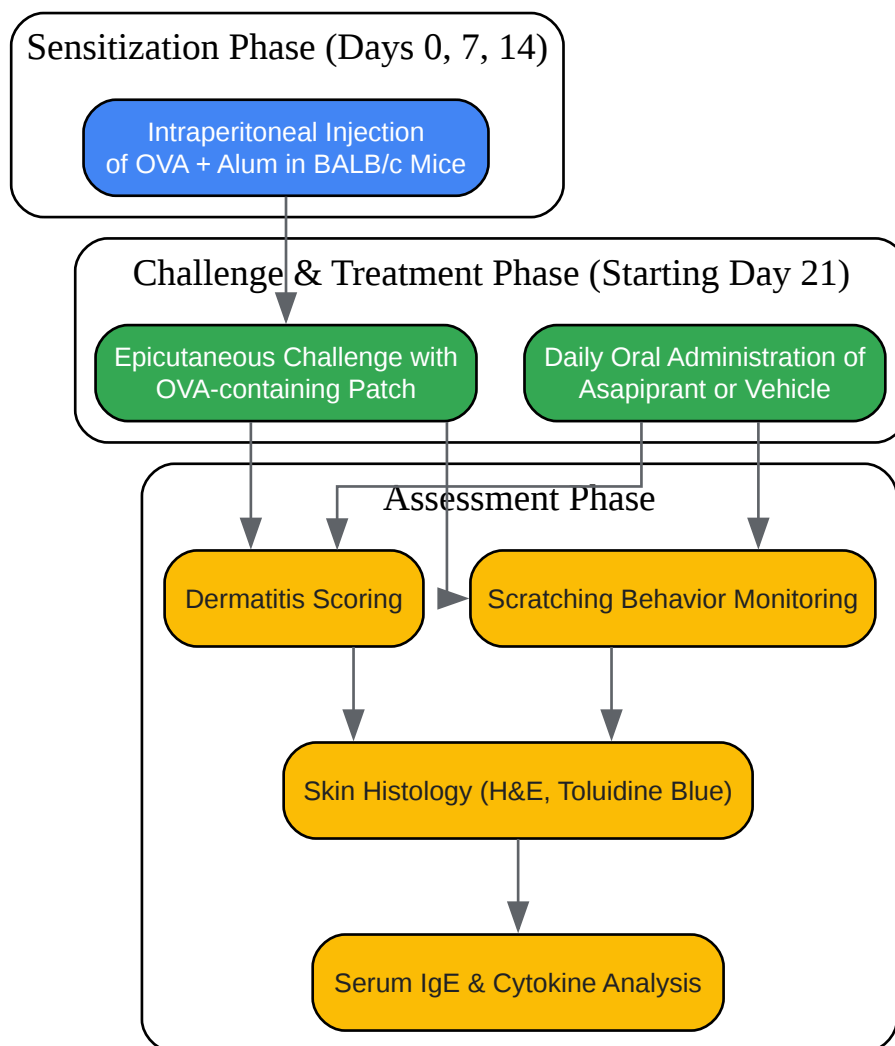 Sensitization Phase (Days 0, 7, 14)
Intraperitoneal Injection
of OVA + Alum in BALB/c Mice
Challenge & Treatment Phase (Starting Day 21)
Epicutaneous Challenge with
OVA-containing Patch
Daily Oral Administration of
Asapiprant or Vehicle
Assessment Phase
Dermatitis Scoring
Scratching Behavior Monitoring
Skin Histology (H&E, Toluidine Blue)
Serum IgE & Cytokine Analysis